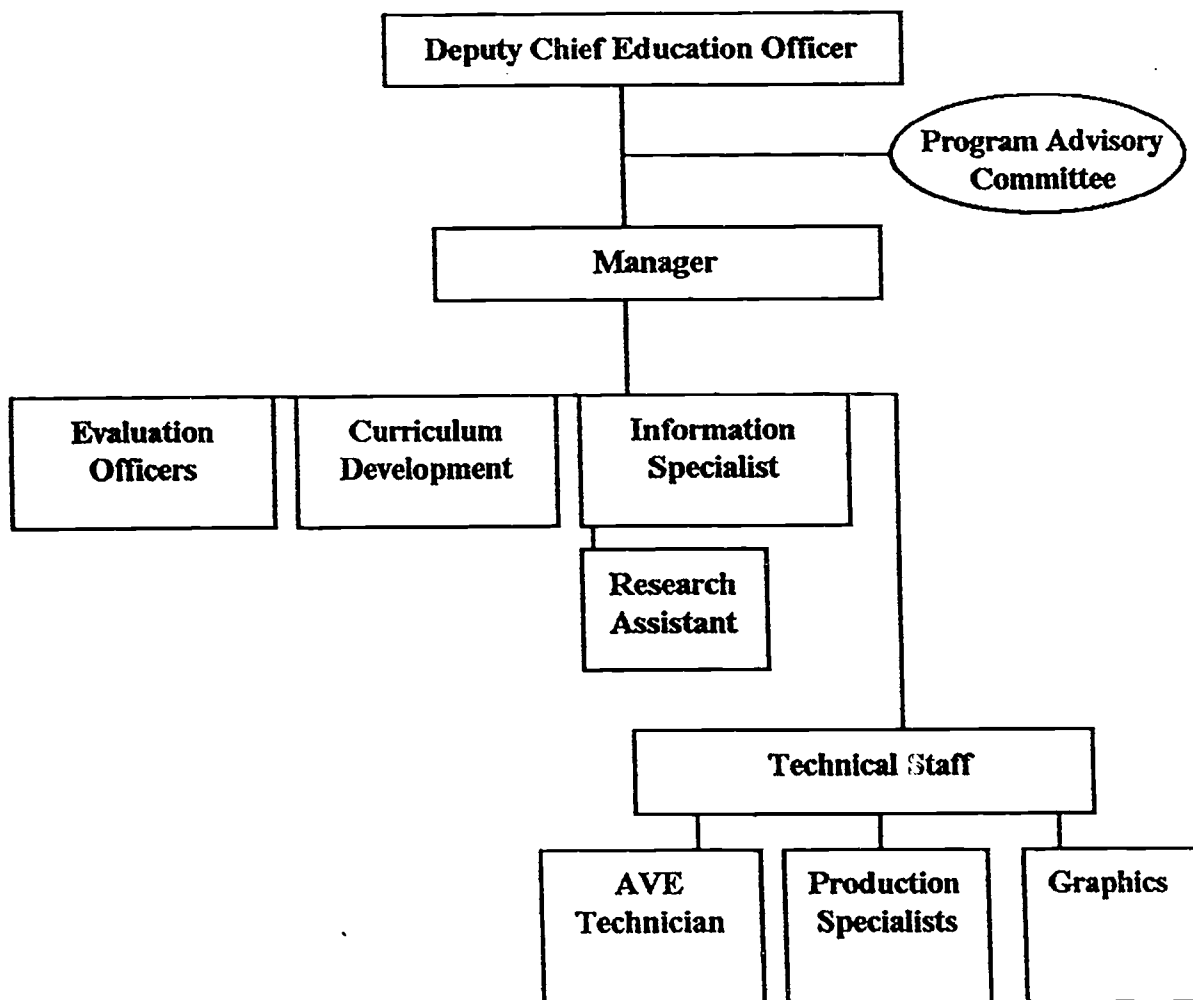 Deputy Chief Education Officer
Program Advisory
Committee
Manager
Evaluation
Officers
Curriculum
Development
Information
Specialist
Research
Assistant
Technical Staff
AVE
Technician
Production
Specialists
Graphics